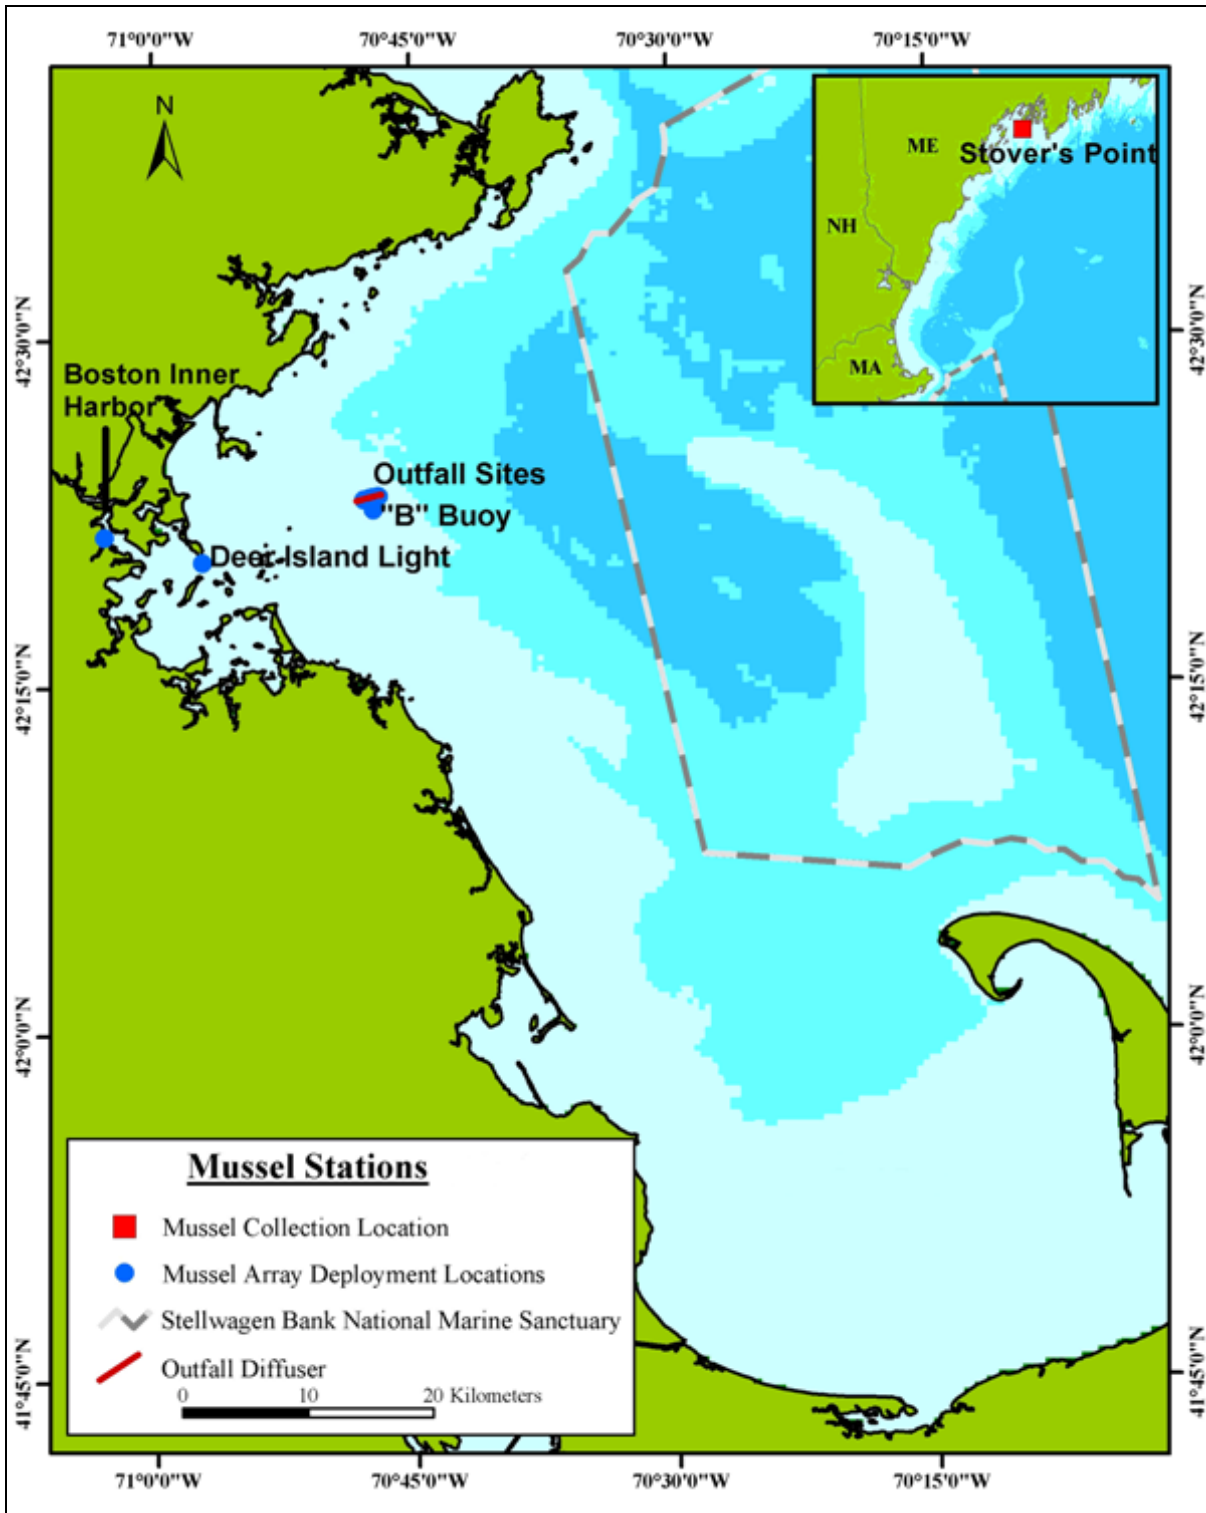 71°0'0"W 70°45'0"W 70°30'0"W 70°15'0"W
N
ME
Stover's Point
NH
MA
42°30'0"N
42°30'0"N
Boston Inner
Harbor
Outfall Sites
"B" Buoy
Deer Island Light
42°15'0"N
42°15'0"N
42°0'0"N
42°0'0"N
Mussel Stations
Mussel Collection Location
Mussel Array Deployment Locations
Stellwagen Bank National Marine Sanctuary
Outfall Diffuser
0 10 20 Kilometers
41°45'0"N
41°45'0"N
71°0'0"W 70°45'0"W 70°30'0"W 70°15'0"W